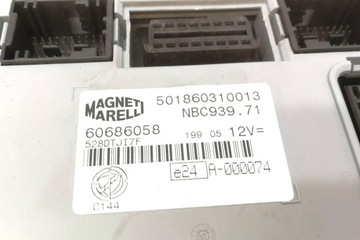 MAGNETI MARELLI
501860310013
NBC939.71
60686058
199 05 12V=
528DTJI7F
e24 A-000074
C144